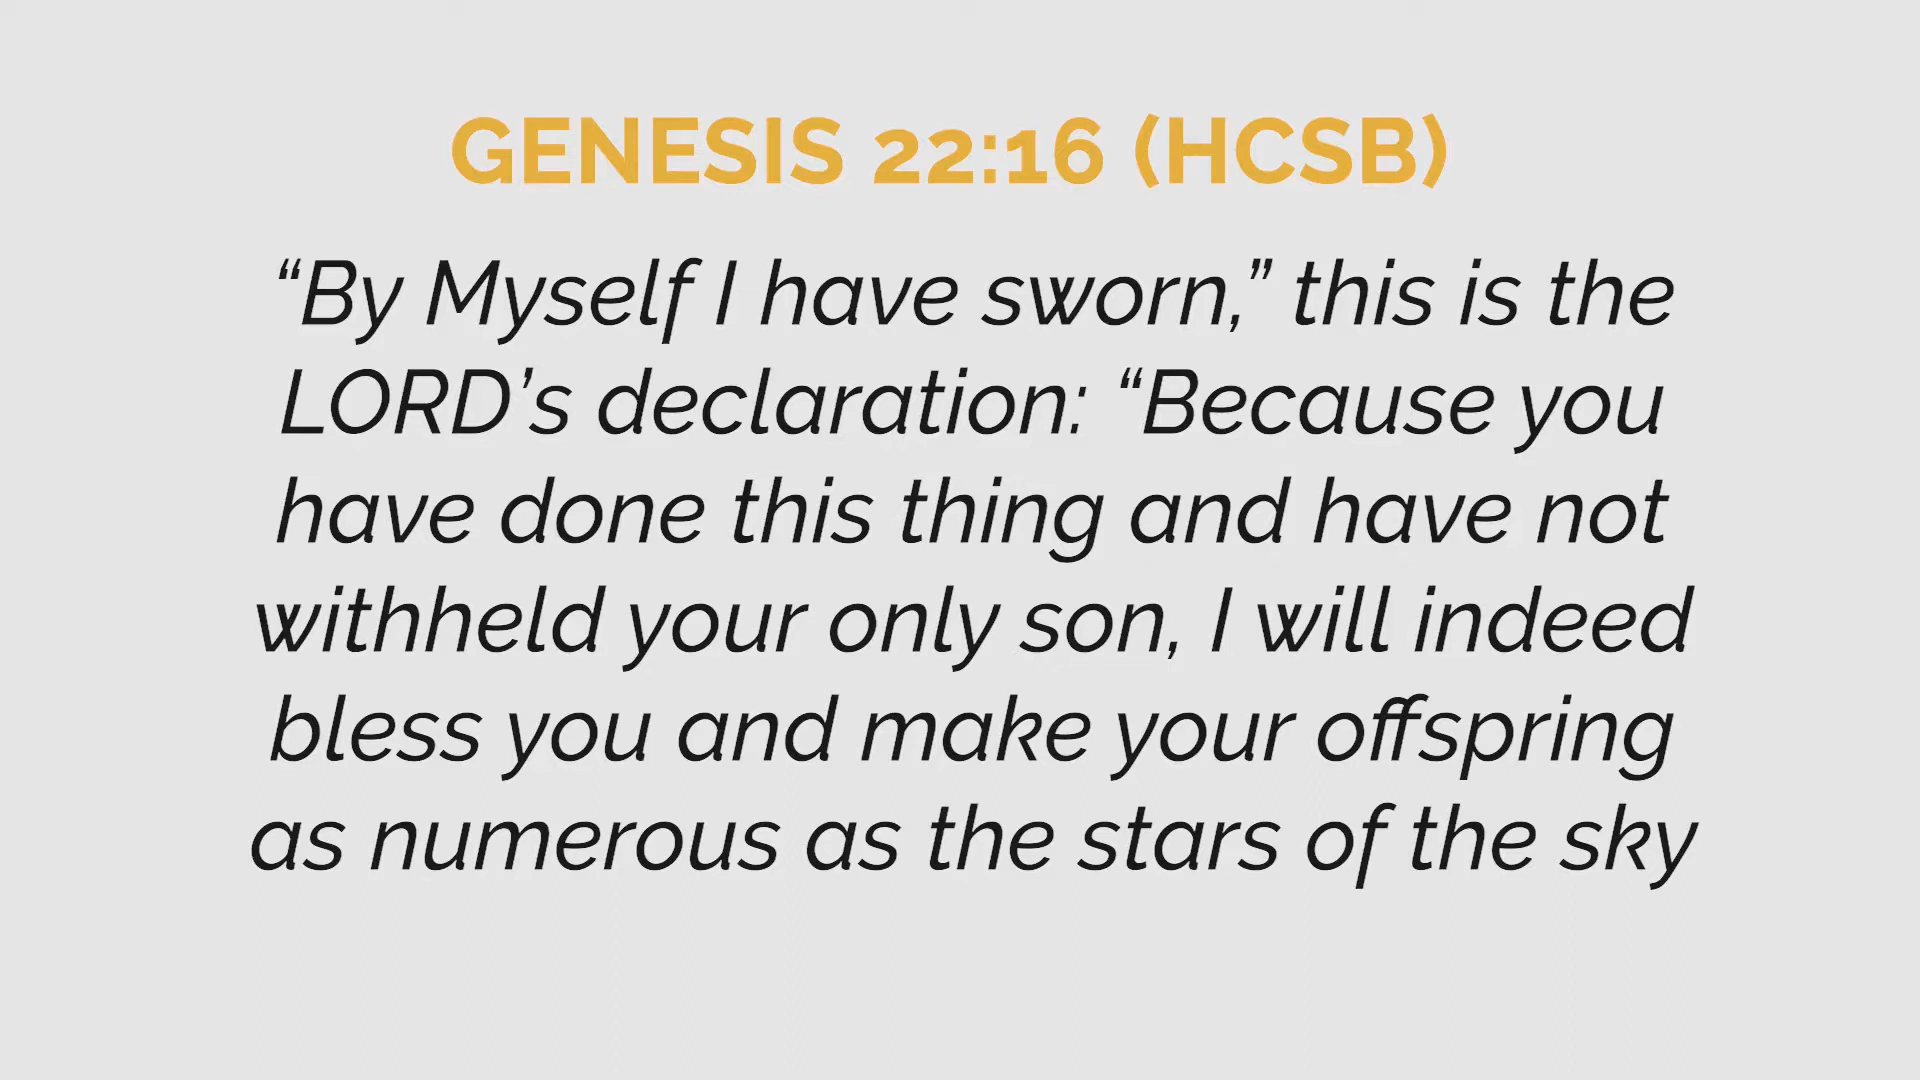 GENESIS 22:16 (HCSB)
“By Myself I have sworn,” this is the
LORD’s declaration: “Because you
have done this thing and have not
withheld your only son, I will indeed
bless you and make your offspring
as numerous as the stars of the sky